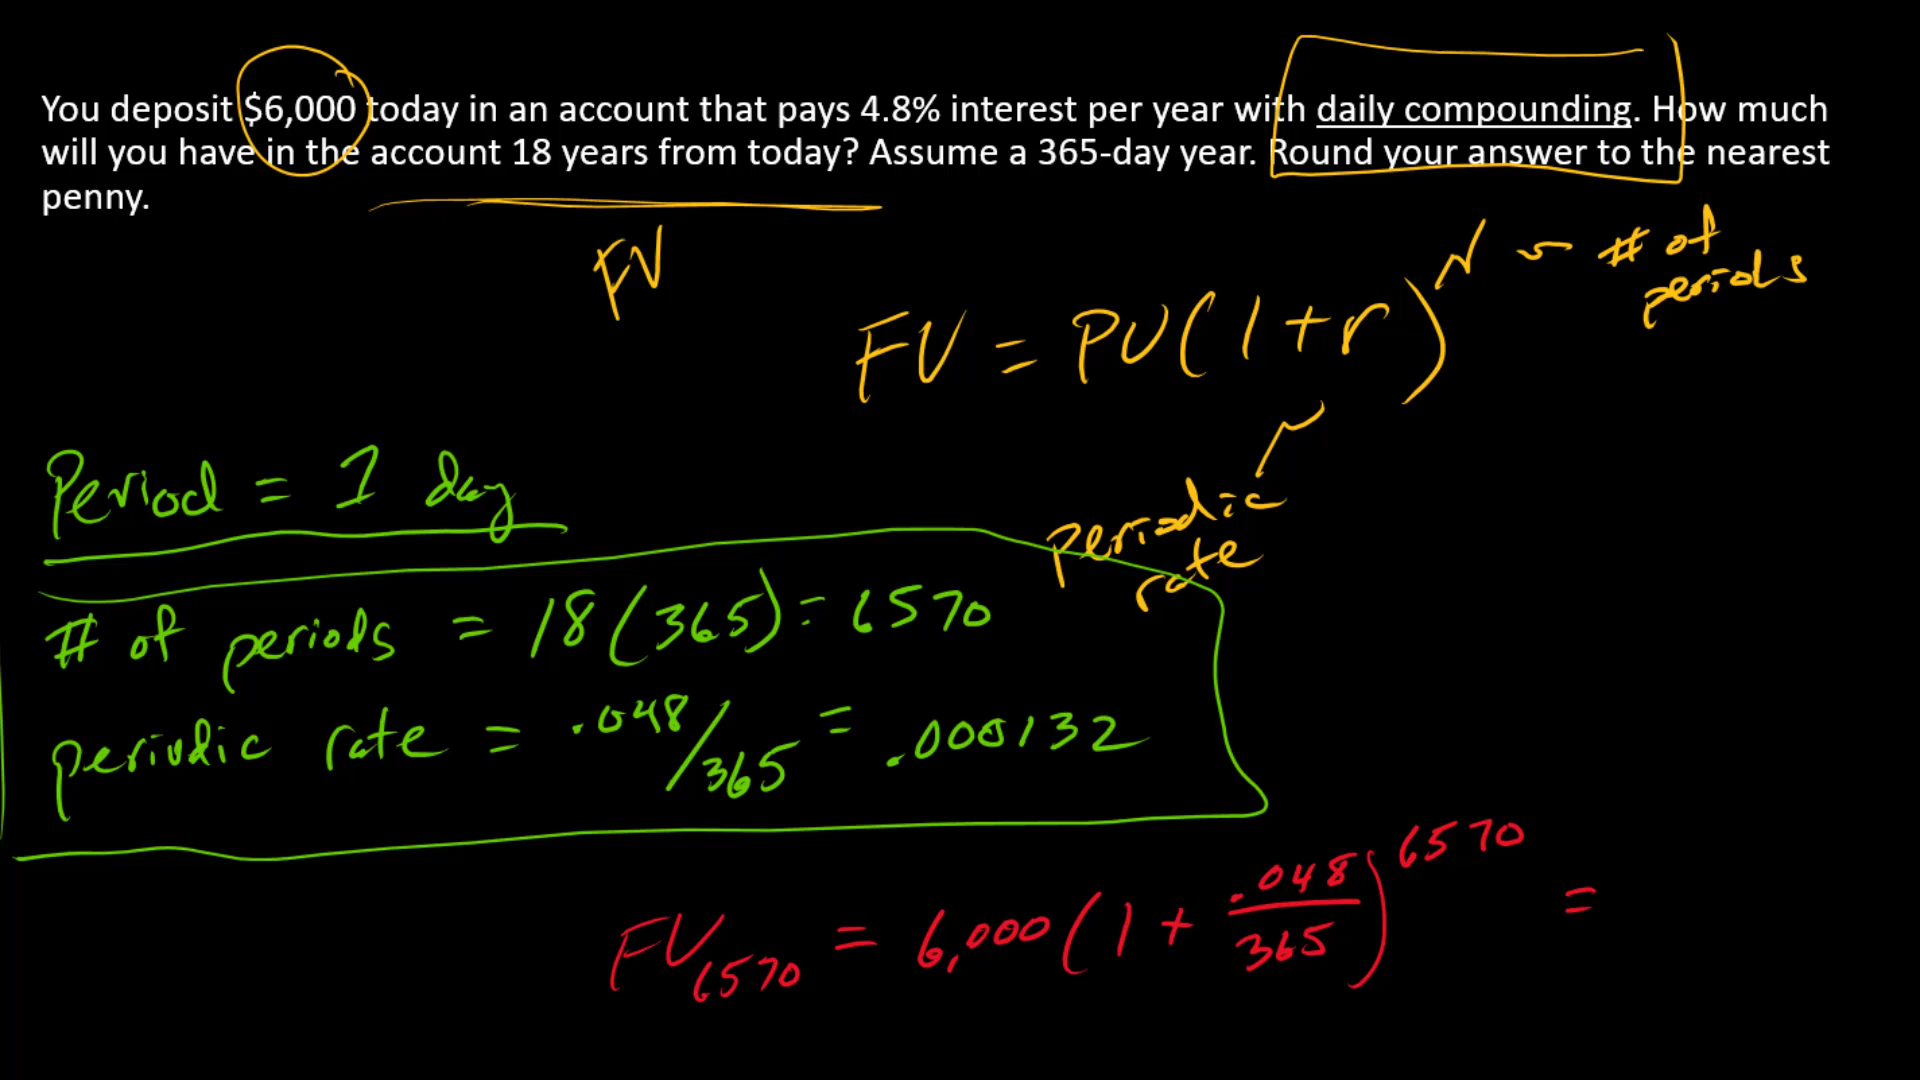 You deposit $6,000 today in an account that pays 4.8% interest per year with daily compounding. How much
will you have in the account 18 years from today? Assume a 365-day year. Round your answer to the nearest
penny.
FV
FV = PV(1+r)^N ~ # of
periods
periodic
rate
Period = 1 day
# of periods = 18(365) = 6570
periodic rate = .048/365 = .000132
FV_6570 = 6,000(1 + .048/365)^6570 =